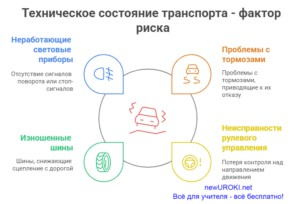 Техническое состояние транспорта - фактор
риска
Неработающие
световые
приборы
Отсутствие сигналов
поворота или стоп-
сигналов
Проблемы с
тормозами
Проблемы с
тормозами,
приводящие к их
отказу
Изношенные
шины
Шины, снижающие
сцепление с дорогой
Неисправности
рулевого
управления
Потеря контроля над
направлением
движения
newUROKI.net
Всё для учителя - всё бесплатно!